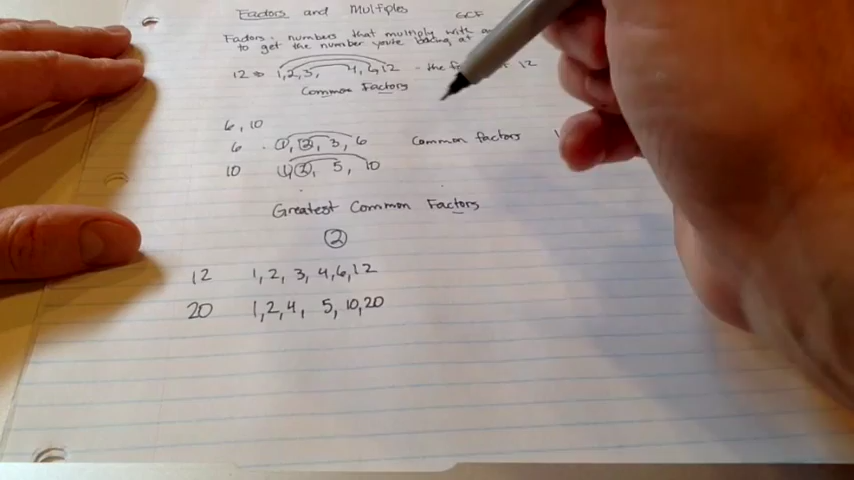 Factors and Multiples GCF
Factors: numbers that multiply with
to get the number you're looking at
12 ⇒ 1,2,3, 4,6,12 - the of 12
Common Factors
6, 10
6 - 1, 2, 3, 6 Common factors
10 1, 2, 5, 10
Greatest Common Factors
2
12 1, 2, 3, 4,6,12
20 1,2,4, 5, 10,20